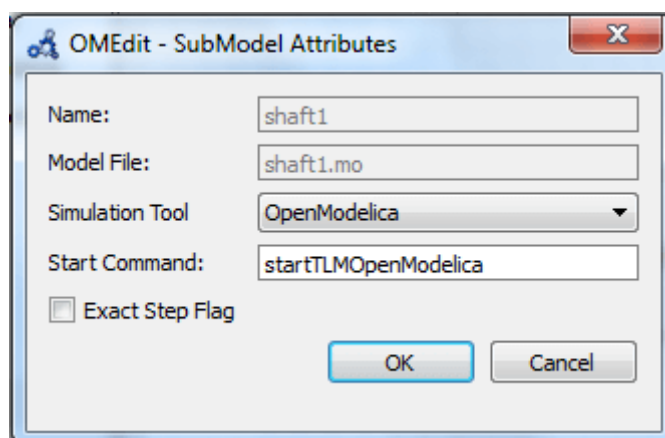 OMEdit - SubModel Attributes
Name: shaft1
Model File: shaft1.mo
Simulation Tool OpenModelica
Start Command: startTLMOpenModelica
Exact Step Flag
OK Cancel